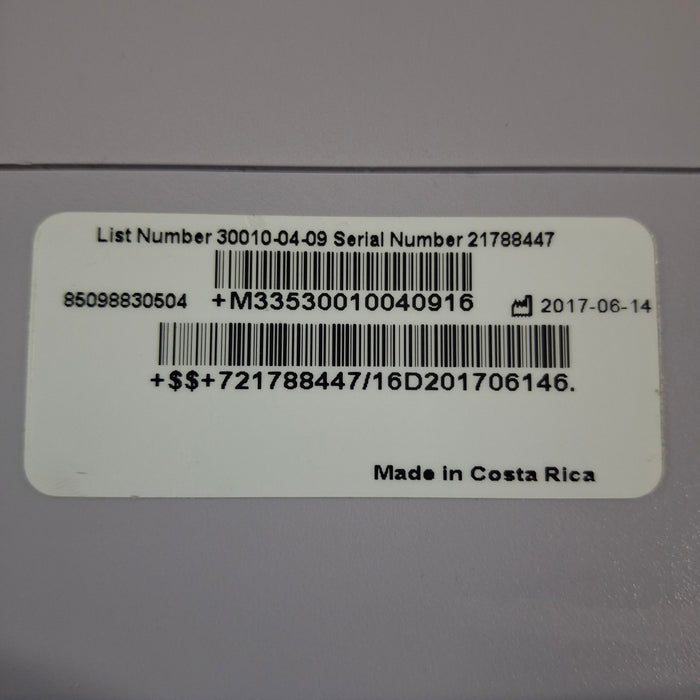 List Number 30010-04-09 Serial Number 21788447
85098830504 +M33530010040916 2017-06-14
+$$+721788447/16D201706146.
Made in Costa Rica